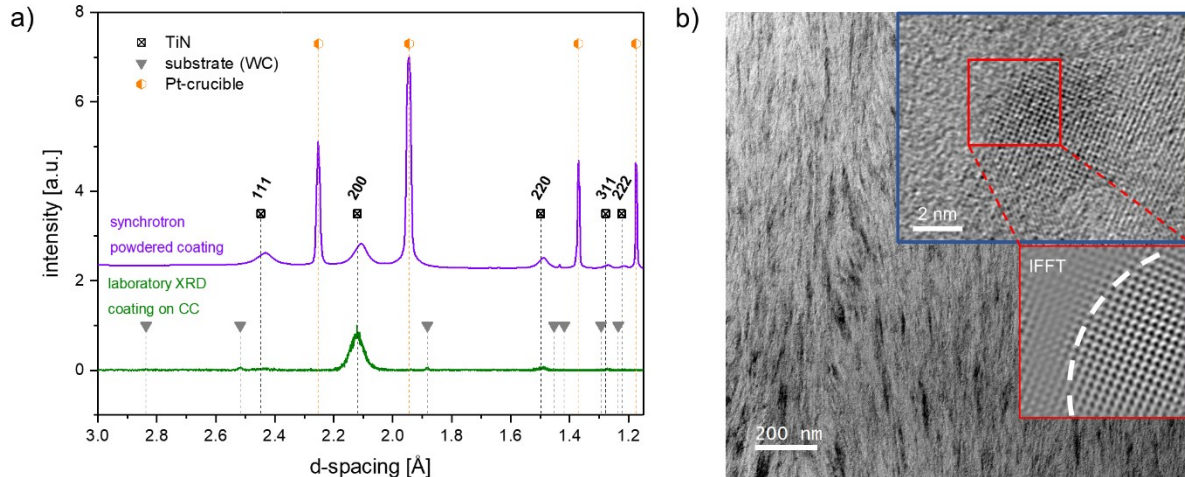 a)
8
6
4
2
0
intensity [a.u.]
TiN
substrate (WC)
Pt-crucible
111
200
220
311
222
synchrotron
powdered coating
laboratory XRD
coating on CC
3.0 2.8 2.6 2.4 2.2 2.0 1.8 1.6 1.4 1.2
d-spacing [Å]
b)
2 nm
IFFT
200 nm